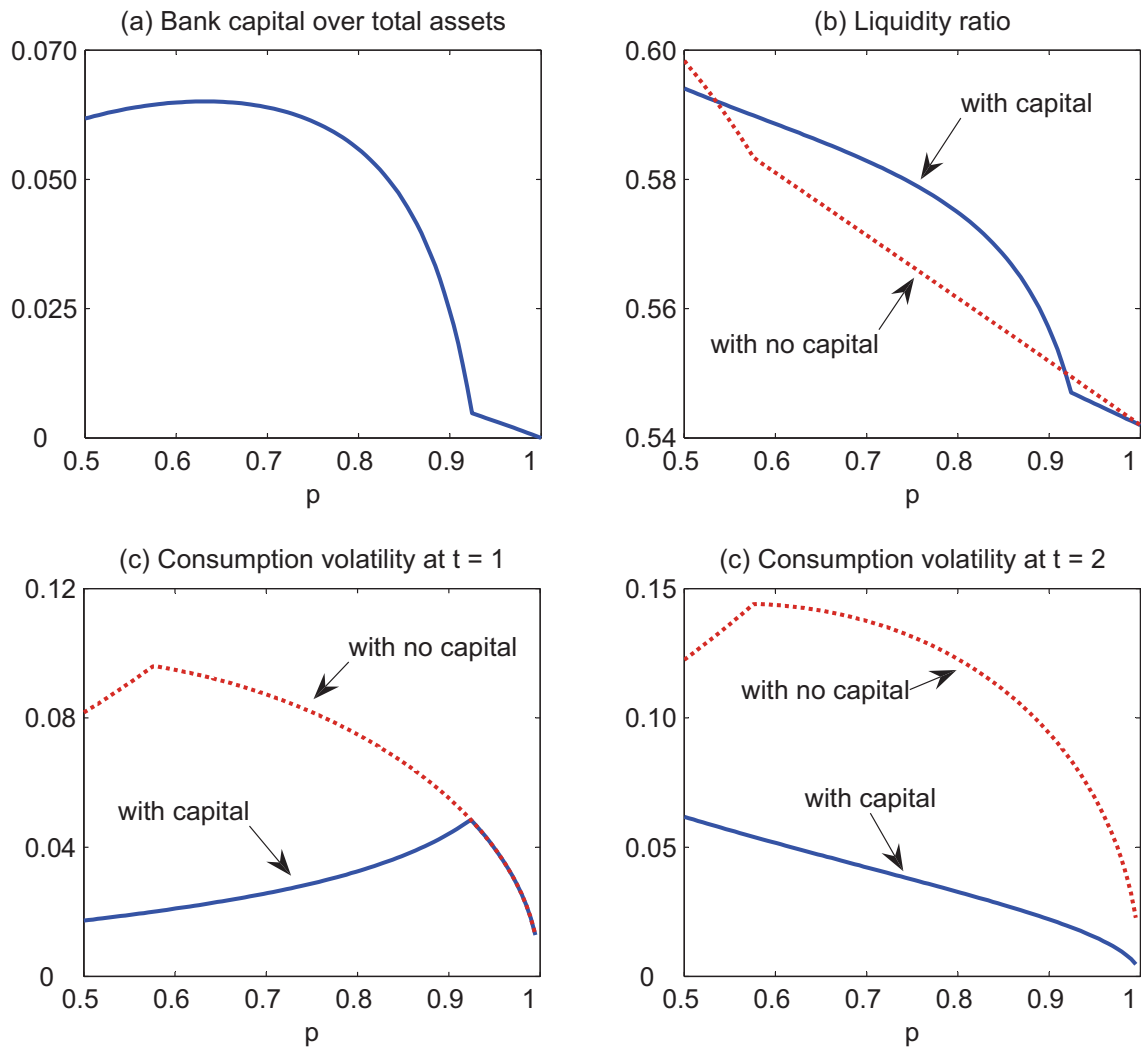 (a) Bank capital over total assets
0.070
0.050
0.025
0
0.5 0.6 0.7 0.8 0.9 1
p
(b) Liquidity ratio
0.60
0.58
0.56
0.54
with capital
with no capital
0.5 0.6 0.7 0.8 0.9 1
p
(c) Consumption volatility at t = 1
0.12
0.08
0.04
0
with no capital
with capital
0.5 0.6 0.7 0.8 0.9 1
p
(c) Consumption volatility at t = 2
0.15
0.10
0.05
0
with no capital
with capital
0.5 0.6 0.7 0.8 0.9 1
p